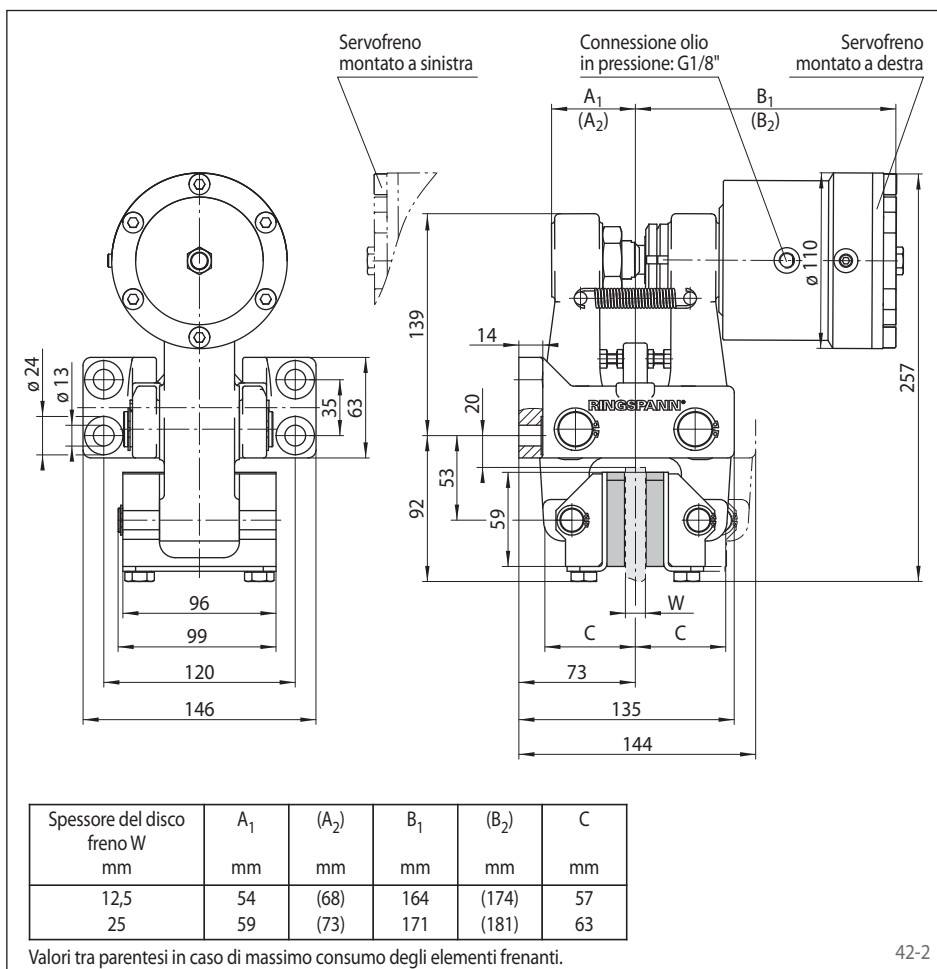 Servofreno
montato a sinistra
Connessione olio
in pressione: G1/8"
Servofreno
montato a destra
A1
(A2)
B1
(B2)
139
14
ø 110
257
ø 24
ø 13
35
63
20
RINGSPANN®
53
92
59
96
99
120
146
W
C
C
73
135
144
Spessore del disco freno W mm | A1 mm | (A2) mm | B1 mm | (B2) mm | C mm
12,5 | 54 | (68) | 164 | (174) | 57
25 | 59 | (73) | 171 | (181) | 63
Valori tra parentesi in caso di massimo consumo degli elementi frenanti.
42-2